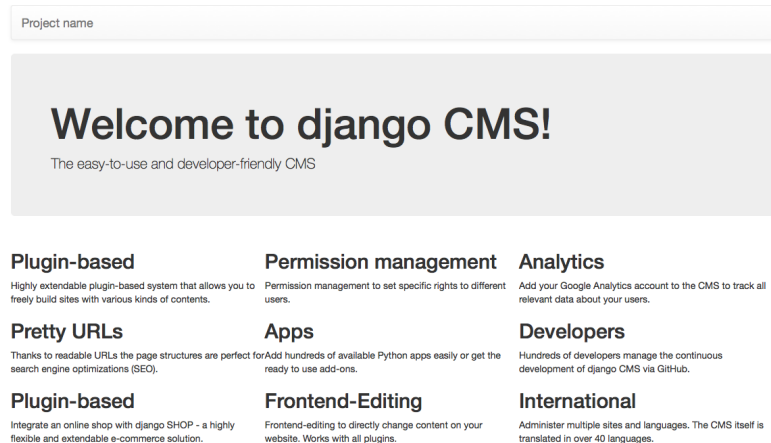 Project name
Welcome to django CMS!
The easy-to-use and developer-friendly CMS
Plugin-based
Highly extendable plugin-based system that allows you to
freely build sites with various kinds of contents.
Permission management
Permission management to set specific rights to different
users.
Analytics
Add your Google Analytics account to the CMS to track all
relevant data about your users.
Pretty URLs
Thanks to readable URLs the page structures are perfect for
search engine optimizations (SEO).
Apps
Add hundreds of available Python apps easily or get the
ready to use add-ons.
Developers
Hundreds of developers manage the continuous
development of django CMS via GitHub.
Plugin-based
Integrate an online shop with django SHOP - a highly
flexible and extendable e-commerce solution.
Frontend-Editing
Frontend-editing to directly change content on your
website. Works with all plugins.
International
Administer multiple sites and languages. The CMS itself is
translated in over 40 languages.